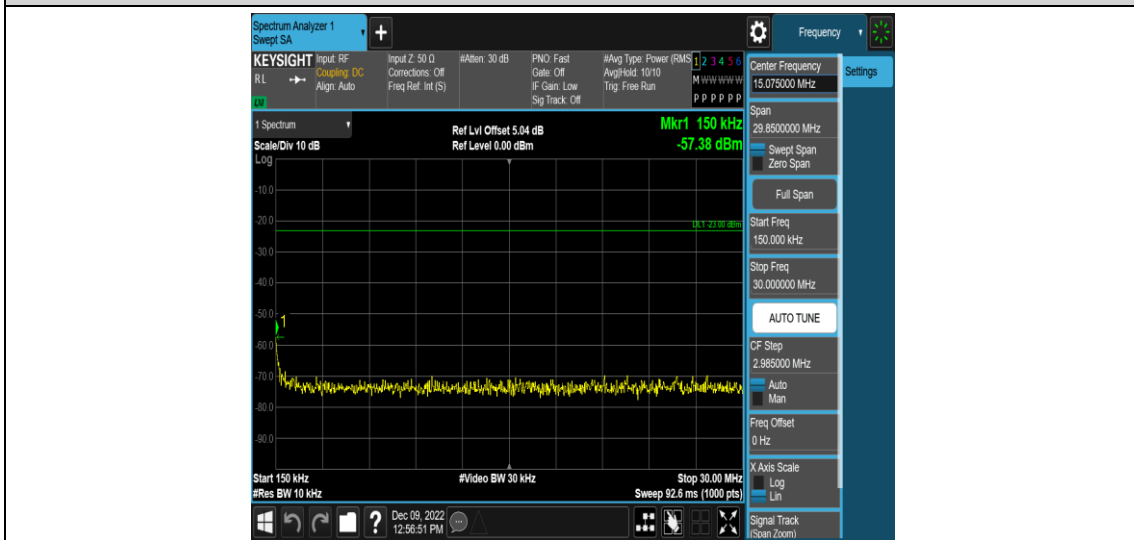 Spectrum Analyzer 1
Swept SA
+
Frequency
KEYSIGHT
R L
LM
Input: RF
Coupling: DC
Align: Auto
Input Z: 50 Ω
Corrections: Off
Freq Ref: Int (S)
#Atten: 30 dB
PNO: Fast
Gate: Off
IF Gain: Low
Sig Track: Off
#Avg Type: Power (RMS
Avg|Hold: 10/10
Trig: Free Run
1 2 3 4 5 6
M W W W W W
P P P P P P
1 Spectrum
Scale/Div 10 dB
Ref Lvl Offset 5.04 dB
Ref Level 0.00 dBm
Mkr1 150 kHz
-57.38 dBm
Log
-10.0
-20.0
DL1 -23.00 dBm
-30.0
-40.0
-50.0
1
-60.0
-70.0
-80.0
-90.0
Start 150 kHz
#Video BW 30 kHz
Stop 30.00 MHz
#Res BW 10 kHz
Sweep 92.6 ms (1000 pts)
?
Dec 09, 2022
12:56:51 PM
Center Frequency
15.075000 MHz
Settings
Span
29.8500000 MHz
Swept Span
Zero Span
Full Span
Start Freq
150.000 kHz
Stop Freq
30.000000 MHz
AUTO TUNE
CF Step
2.985000 MHz
Auto
Man
Freq Offset
0 Hz
X Axis Scale
Log
Lin
Signal Track
(Span Zoom)